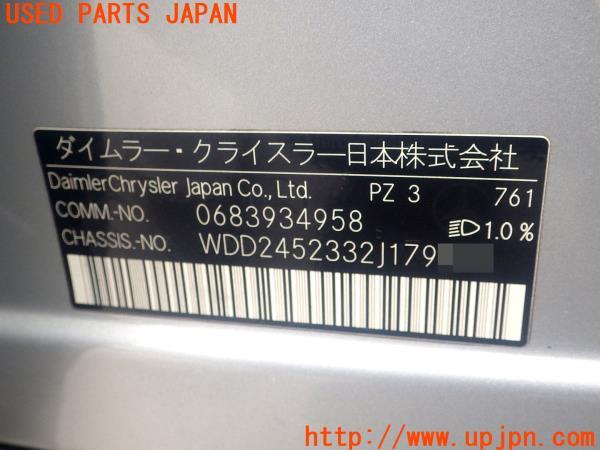 USED PARTS JAPAN
ダイムラー・クライスラー日本株式会社
DaimlerChrysler Japan Co., Ltd. PZ 3 761
COMM.-NO. 0683934958 1.0%
CHASSIS.-NO. WDD2452332J179
http://www.upjpn.com/